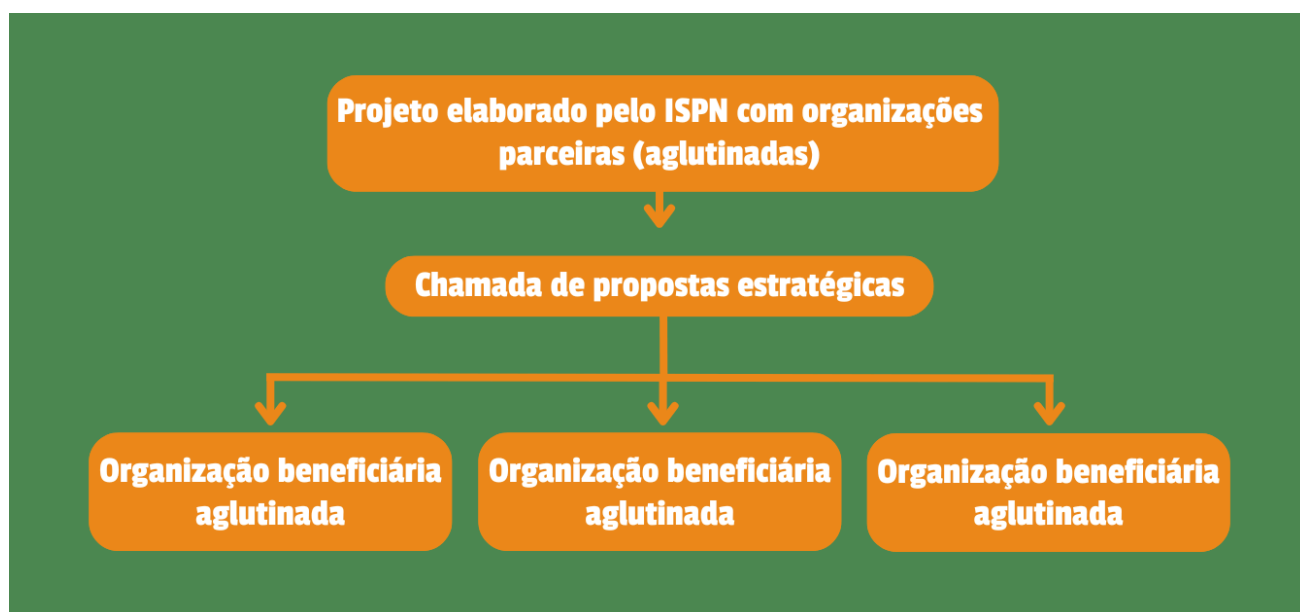 Projeto elaborado pelo ISPN com organizações
parceiras (aglutinadas)
Chamada de propostas estratégicas
Organização beneficiária
aglutinada
Organização beneficiária
aglutinada
Organização beneficiária
aglutinada